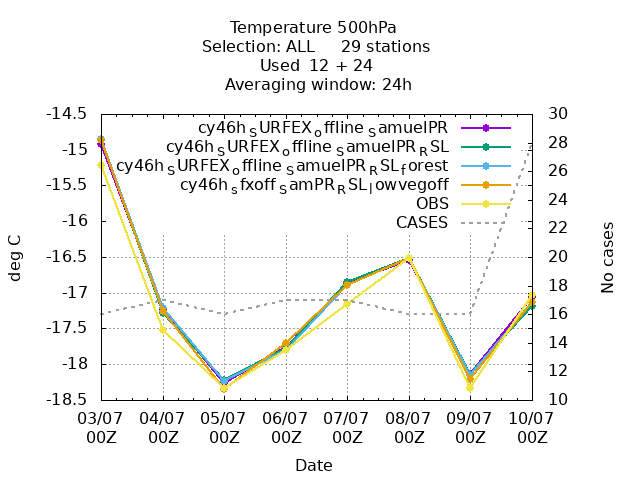 Temperature 500hPa
Selection: ALL 29 stations
Used 12 + 24
Averaging window: 24h
-14.5 30
cy46h_SURFEX_offline_samuelPR
28
-15 cy46h_SURFEX_offline_samuelPR_RSL
cy46h_SURFEX_offline_samuelPR_RSL_forest
26
-15.5 cy46h_sfxoff_samPR_RSL_lowvegoff
24
OBS
-16 CASES
22
-16.5 20
-17 18
16
-17.5
14
-18 12
-18.5 10
03/07 04/07 05/07 06/07 07/07 08/07 09/07 10/07
00Z 00Z 00Z 00Z 00Z 00Z 00Z 00Z
Date
deg C
No cases